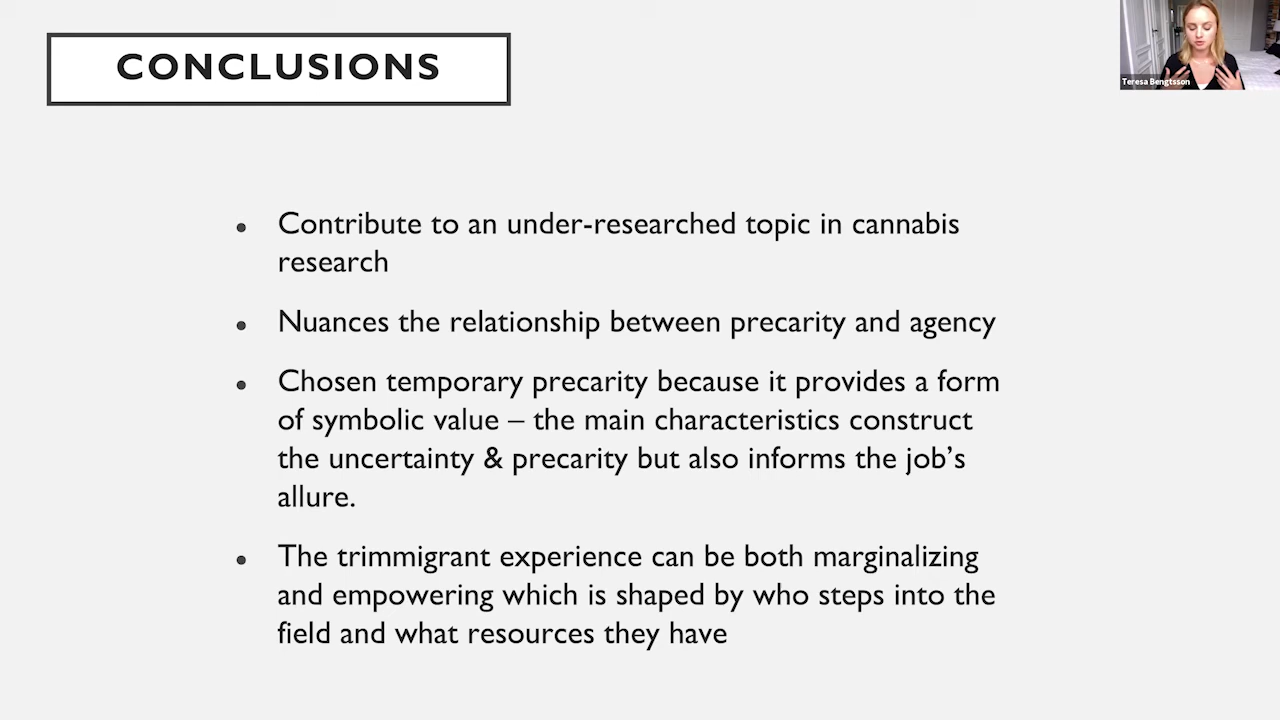 CONCLUSIONS
Teresa Bengtsson
• Contribute to an under-researched topic in cannabis
research
• Nuances the relationship between precarity and agency
• Chosen temporary precarity because it provides a form
of symbolic value – the main characteristics construct
the uncertainty & precarity but also informs the job’s
allure.
• The trimmigrant experience can be both marginalizing
and empowering which is shaped by who steps into the
field and what resources they have